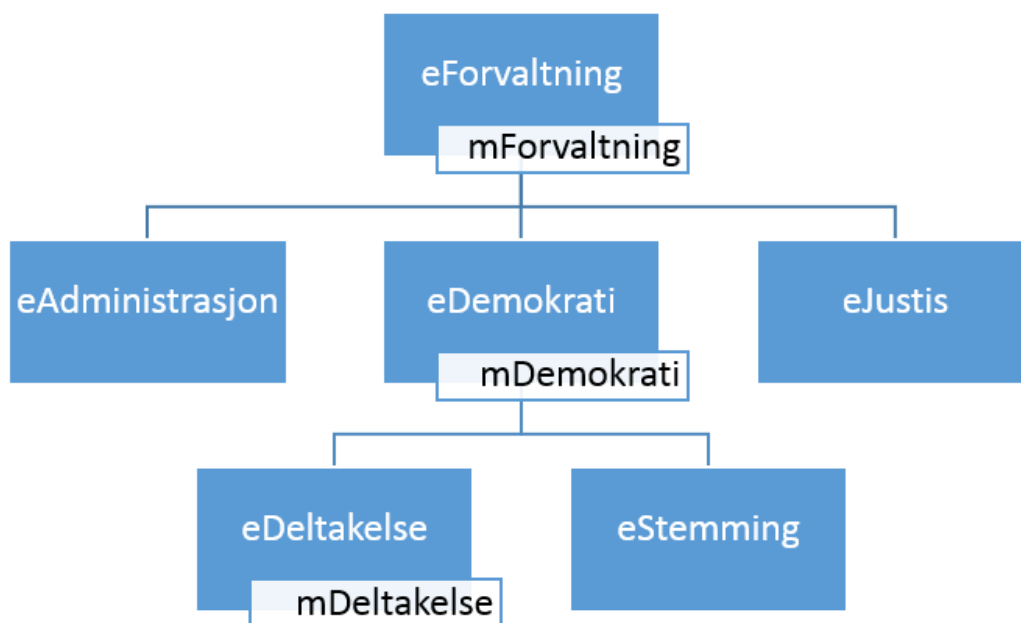 eForvaltning
mForvaltning
eAdministrasjon
eDemokrati
eJustis
mDemokrati
eDeltakelse
eStemming
mDeltakelse